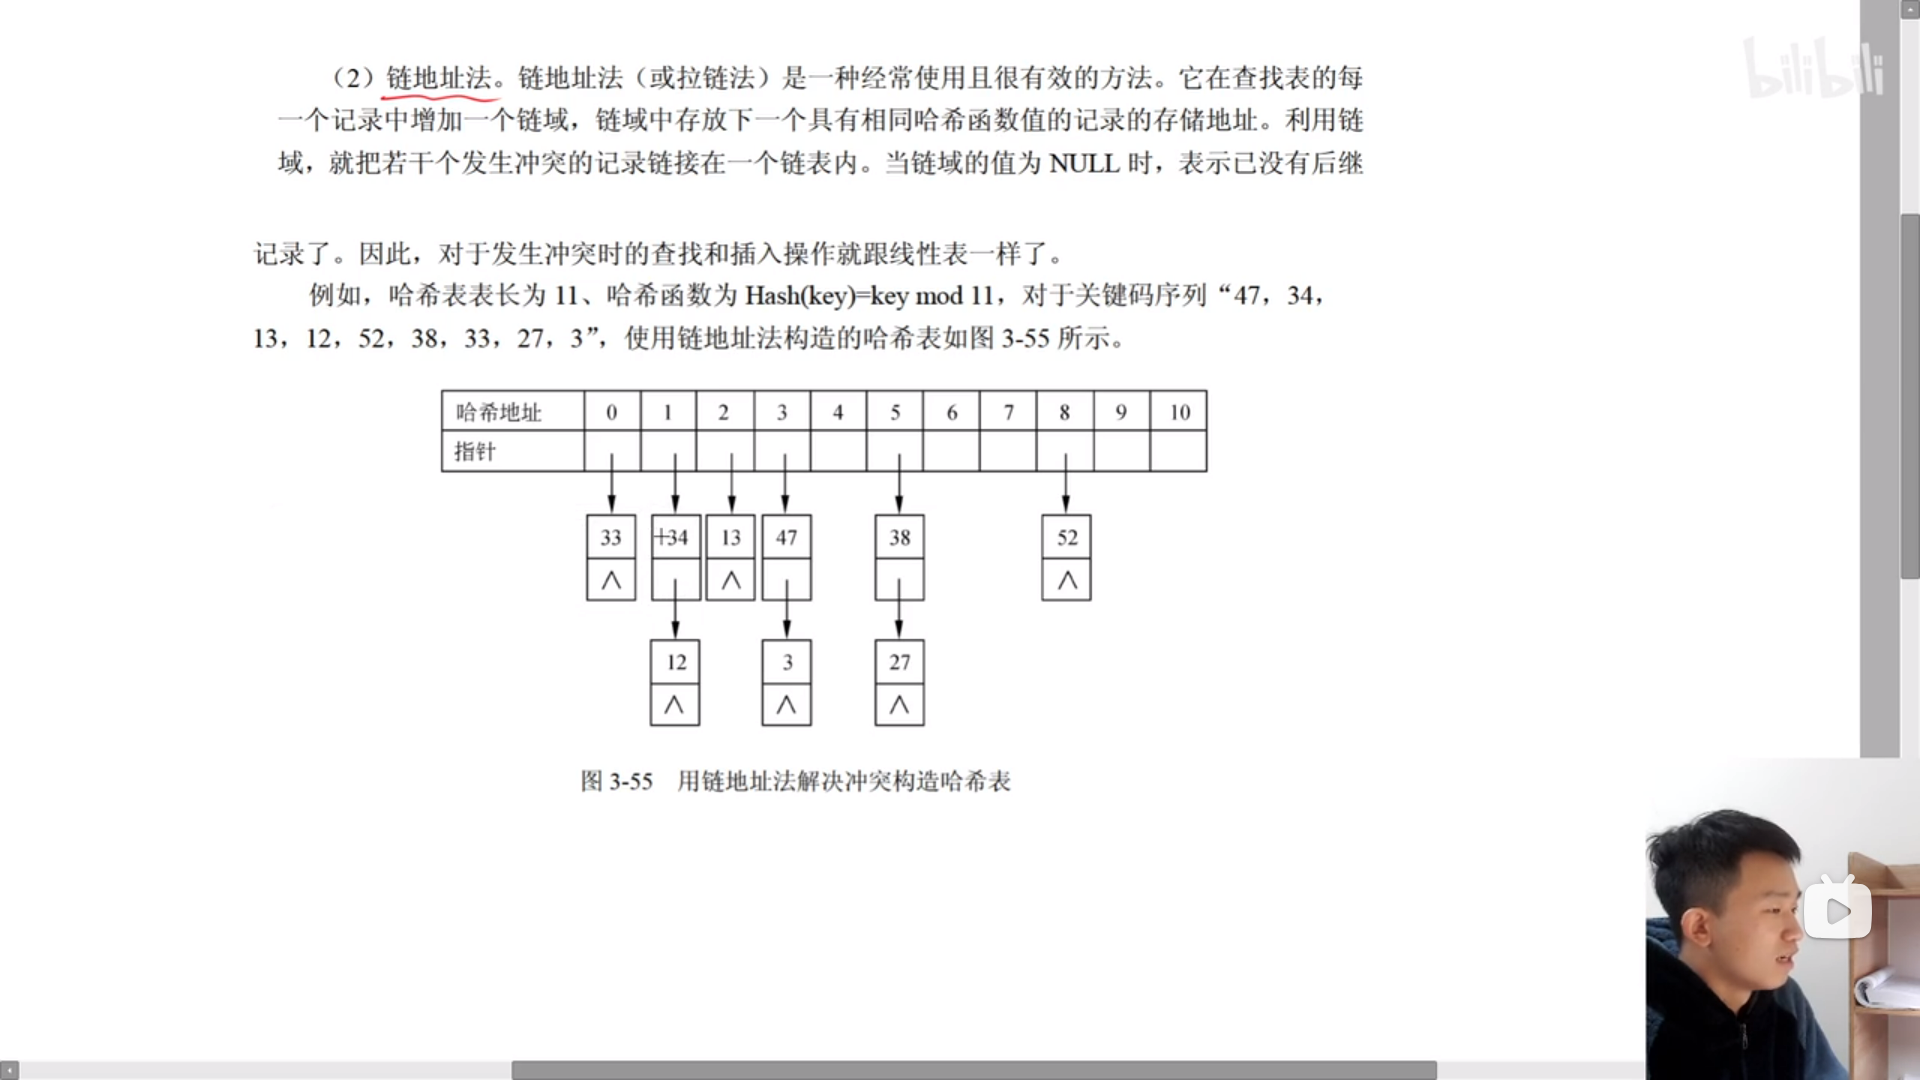 bilibili
（2）链地址法。链地址法（或拉链法）是一种经常使用且很有效的方法。它在查找表的每
一个记录中增加一个链域，链域中存放下一个具有相同哈希函数值的记录的存储地址。利用链
域，就把若干个发生冲突的记录链接在一个链表内。当链域的值为 NULL 时，表示已没有后继
记录了。因此，对于发生冲突时的查找和插入操作就跟线性表一样了。
例如，哈希表表长为 11、哈希函数为 Hash(key)=key mod 11，对于关键码序列“47，34，
13，12，52，38，33，27，3”，使用链地址法构造的哈希表如图 3-55 所示。
哈希地址 0 1 2 3 4 5 6 7 8 9 10
指针
33 34 13 47 38 52
∧ ∧ ∧
12 3 27
∧ ∧ ∧
图 3-55 用链地址法解决冲突构造哈希表